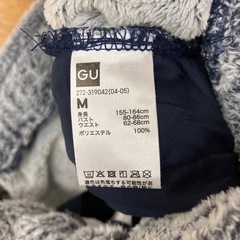 GU
272-319042(04-05)
M
身長 155-164cm
バスト 80-86cm
ウエスト 62-68cm
ポリエステル 100%